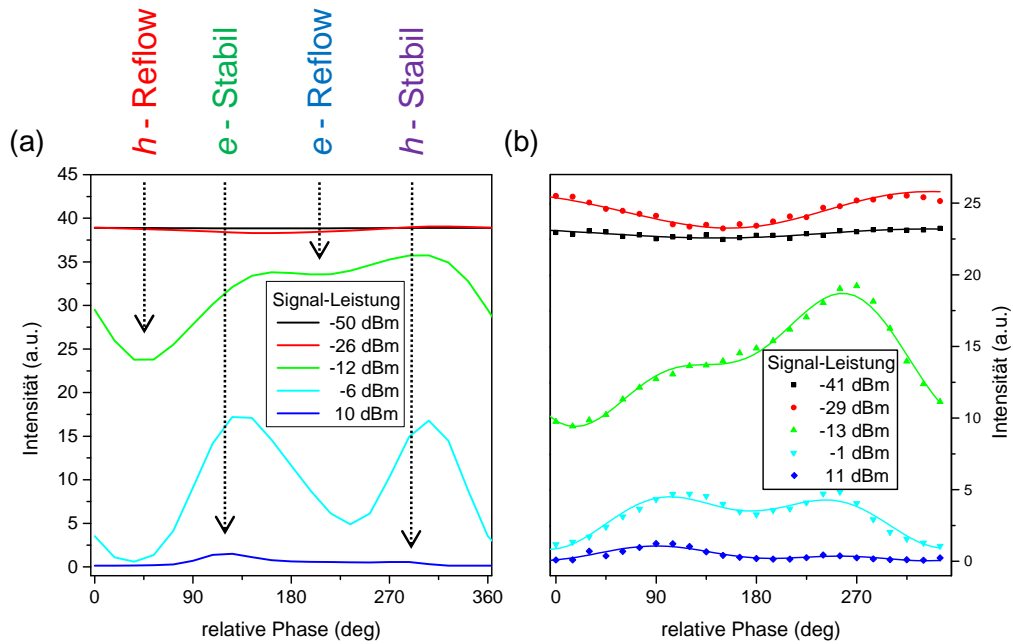 h - Reflow
e - Stabil
e - Reflow
h - Stabil
(a)
(b)
45
40
35
30
25
20
15
10
5
0
Intensität (a.u.)
Signal-Leistung
-50 dBm
-26 dBm
-12 dBm
-6 dBm
10 dBm
0
180
270
360
relative Phase (deg)
Signal-Leistung
-41 dBm
-29 dBm
-13 dBm
-1 dBm
11 dBm
25
20
15
10
5
0
Intensität (a.u.)
0
90
180
270
relative Phase (deg)